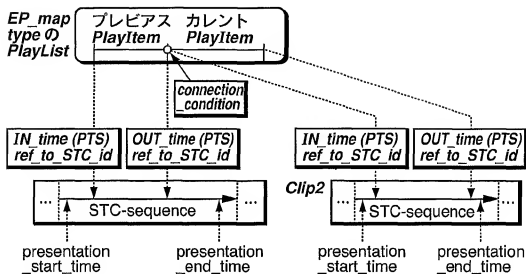 EP_map
typeの
PlayList
プレビアス カレント
PlayItem PlayItem
connection
_condition
IN_time (PTS)
ref_to_STC_id
OUT_time (PTS)
ref_to_STC_id
IN_time (PTS)
ref_to_STC_id
OUT_time (PTS)
ref_to_STC_id
... STC-sequence ...
Clip2
... STC-sequence ...
presentation
_start_time
presentation
_end_time
presentation
_start_time
presentation
_end_time